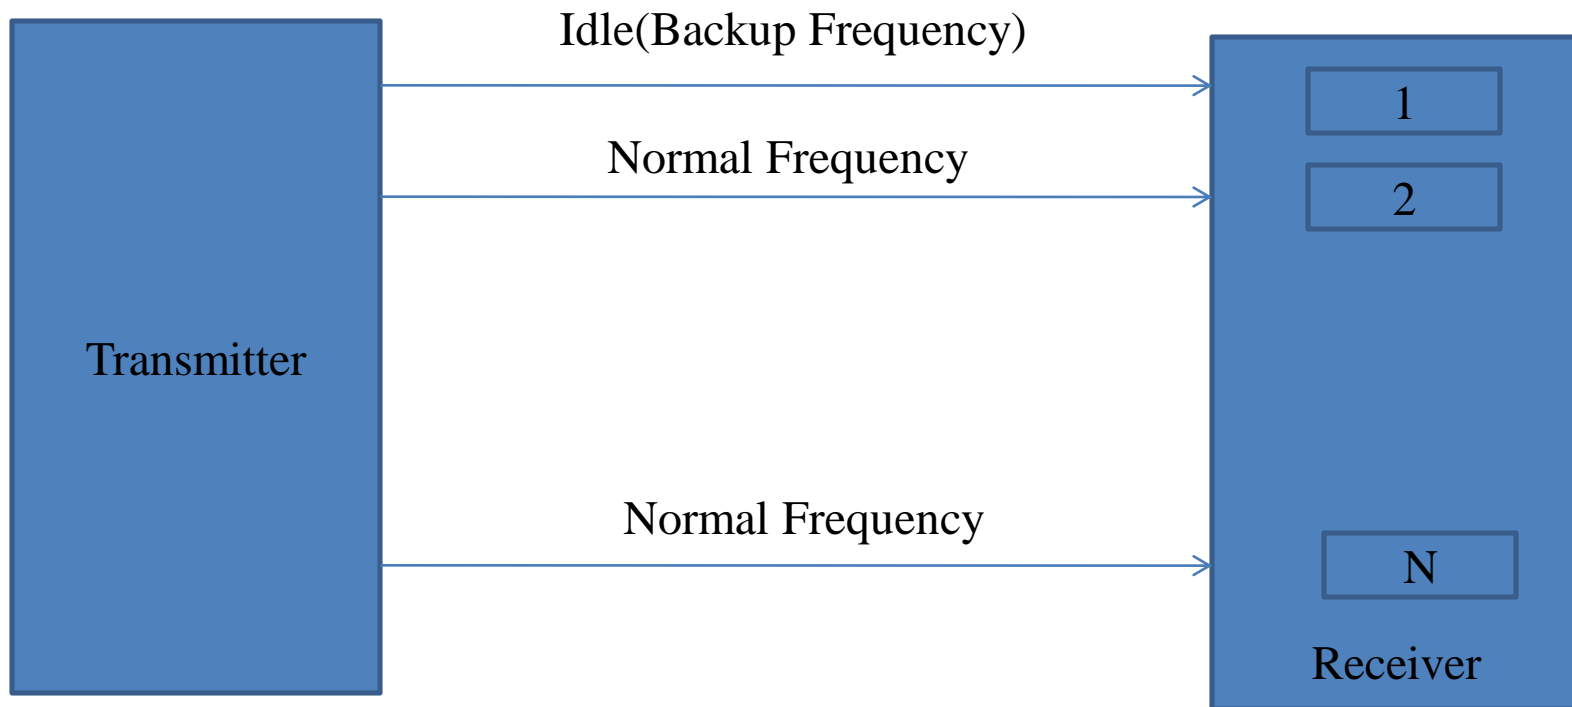 Idle(Backup Frequency)
1
Normal Frequency
2
Transmitter
Normal Frequency
N
Receiver